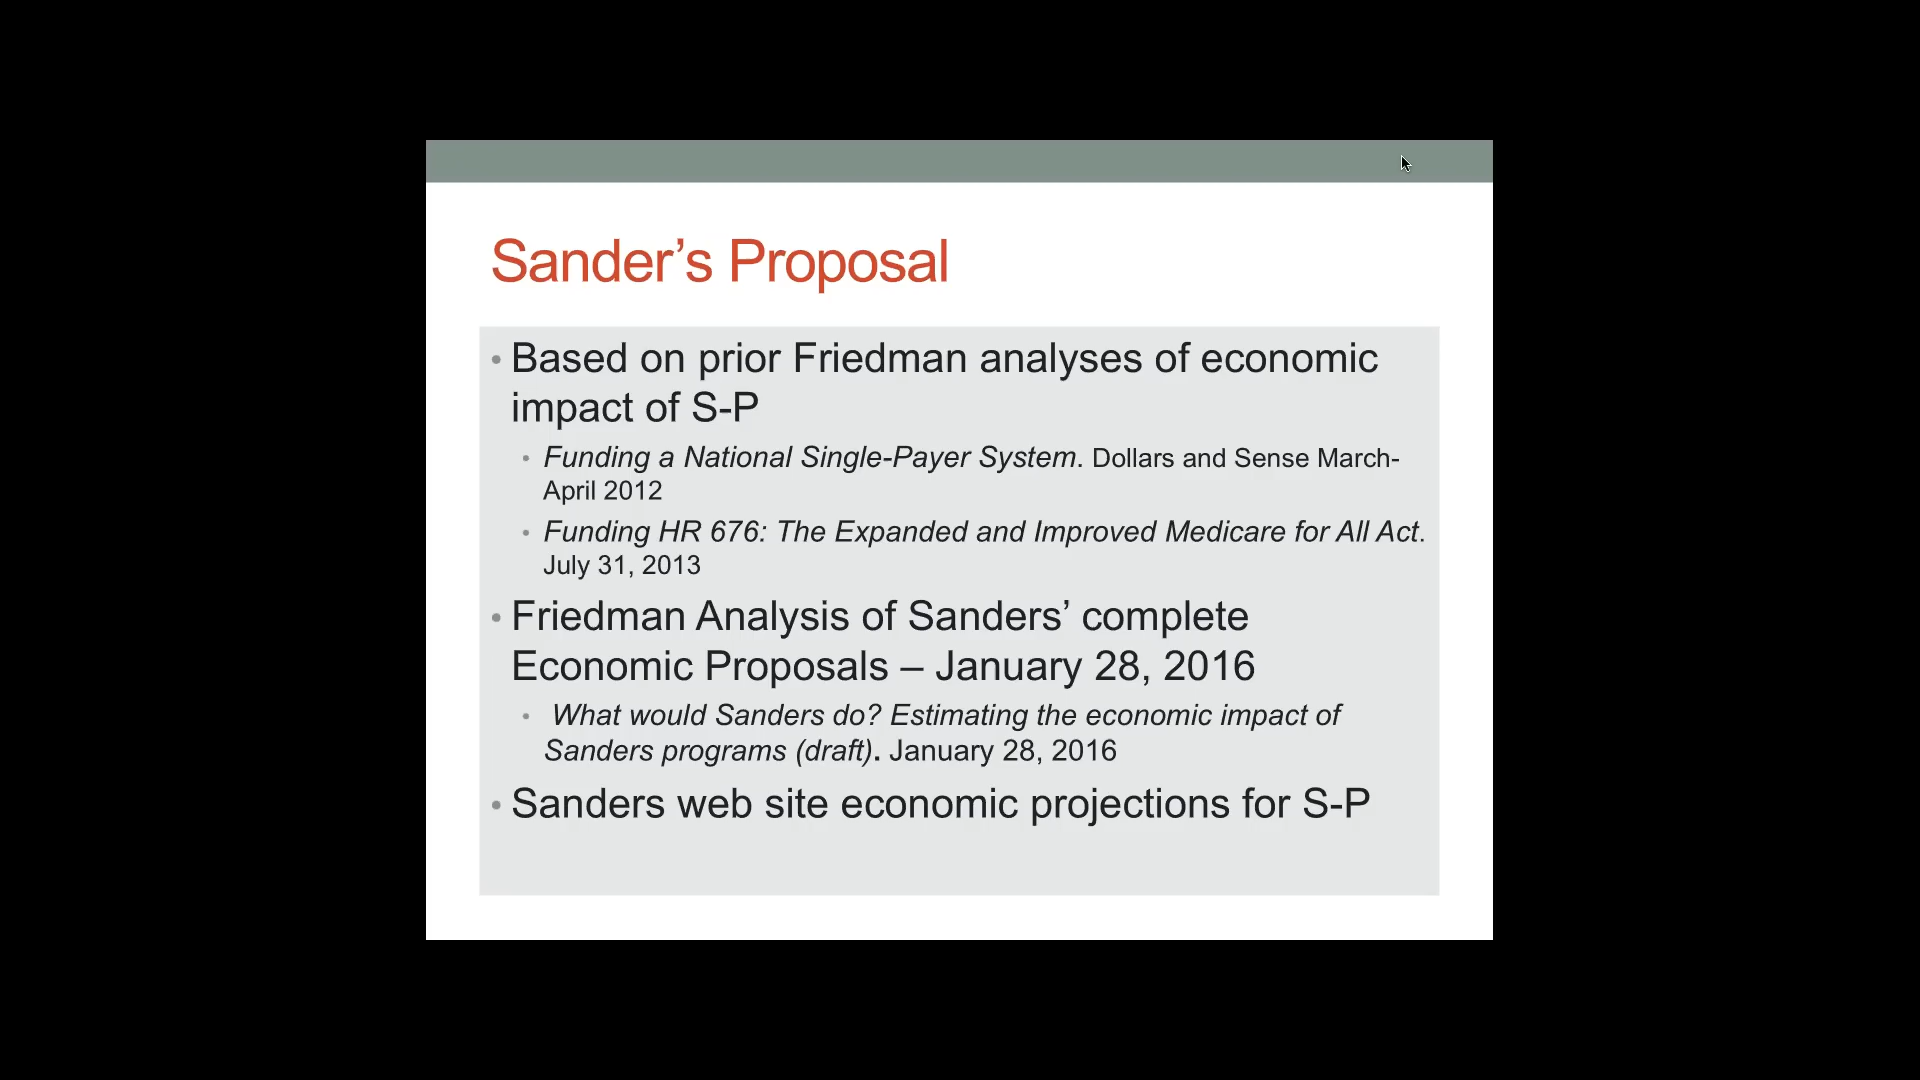 Sander’s Proposal
• Based on prior Friedman analyses of economic
impact of S-P
• Funding a National Single-Payer System. Dollars and Sense March-
April 2012
• Funding HR 676: The Expanded and Improved Medicare for All Act.
July 31, 2013
• Friedman Analysis of Sanders’ complete
Economic Proposals – January 28, 2016
• What would Sanders do? Estimating the economic impact of
Sanders programs (draft). January 28, 2016
• Sanders web site economic projections for S-P